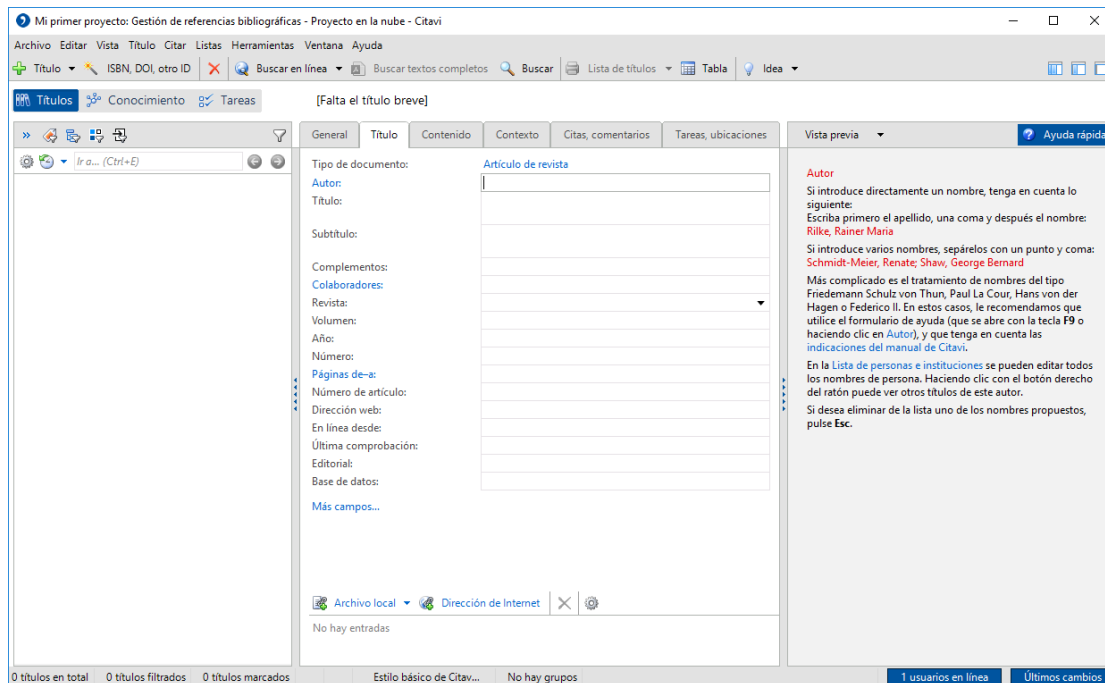 Mi primer proyecto: Gestión de referencias bibliográficas - Proyecto en la nube - Citavi
Archivo Editar Vista Título Citar Listas Herramientas Ventana Ayuda
Título ISBN, DOI, otro ID Buscar en línea Buscar textos completos Buscar Lista de títulos Tabla Idea
Títulos Conocimiento Tareas [Falta el título breve]
General Título Contenido Contexto Citas, comentarios Tareas, ubicaciones
Vista previa Ayuda rápida
Ir a... (Ctrl+E)
Tipo de documento: Artículo de revista
Autor:
Título:
Subtítulo:
Complementos:
Colaboradores:
Revista:
Volumen:
Año:
Número:
Páginas de–a:
Número de artículo:
Dirección web:
En línea desde:
Última comprobación:
Editorial:
Base de datos:
Más campos...
Archivo local Dirección de Internet
No hay entradas
Autor
Si introduce directamente un nombre, tenga en cuenta lo
siguiente:
Escriba primero el apellido, una coma y después el nombre:
Rilke, Rainer Maria
Si introduce varios nombres, sepárelos con un punto y coma:
Schmidt-Meier, Renate; Shaw, George Bernard
Más complicado es el tratamiento de nombres del tipo
Friedemann Schulz von Thun, Paul La Cour, Hans von der
Hagen o Federico II. En estos casos, le recomendamos que
utilice el formulario de ayuda (que se abre con la tecla F9 o
haciendo clic en Autor), y que tenga en cuenta las
indicaciones del manual de Citavi.
En la Lista de personas e instituciones se pueden editar todos
los nombres de persona. Haciendo clic con el botón derecho
del ratón puede ver otros títulos de este autor.
Si desea eliminar de la lista uno de los nombres propuestos,
pulse Esc.
0 títulos en total 0 títulos filtrados 0 títulos marcados Estilo básico de Citav... No hay grupos 1 usuarios en línea Últimos cambios